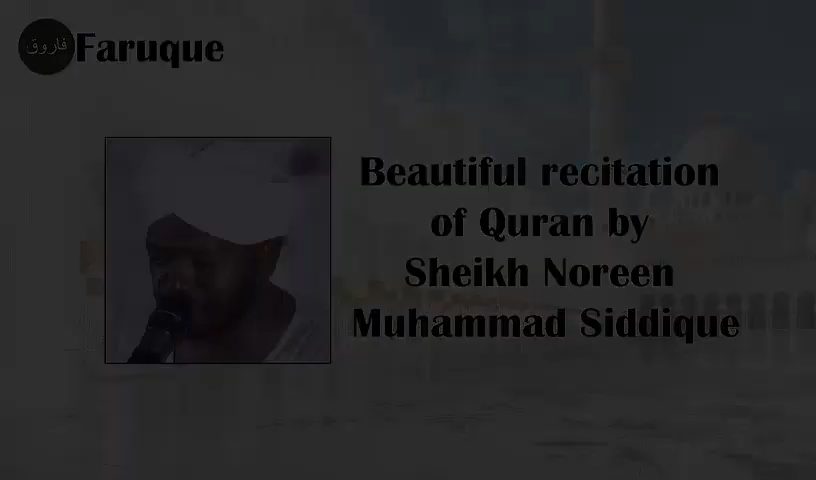 فاروق
Faruque
Beautiful recitation
of Quran by
Sheikh Noreen
Muhammad Siddique